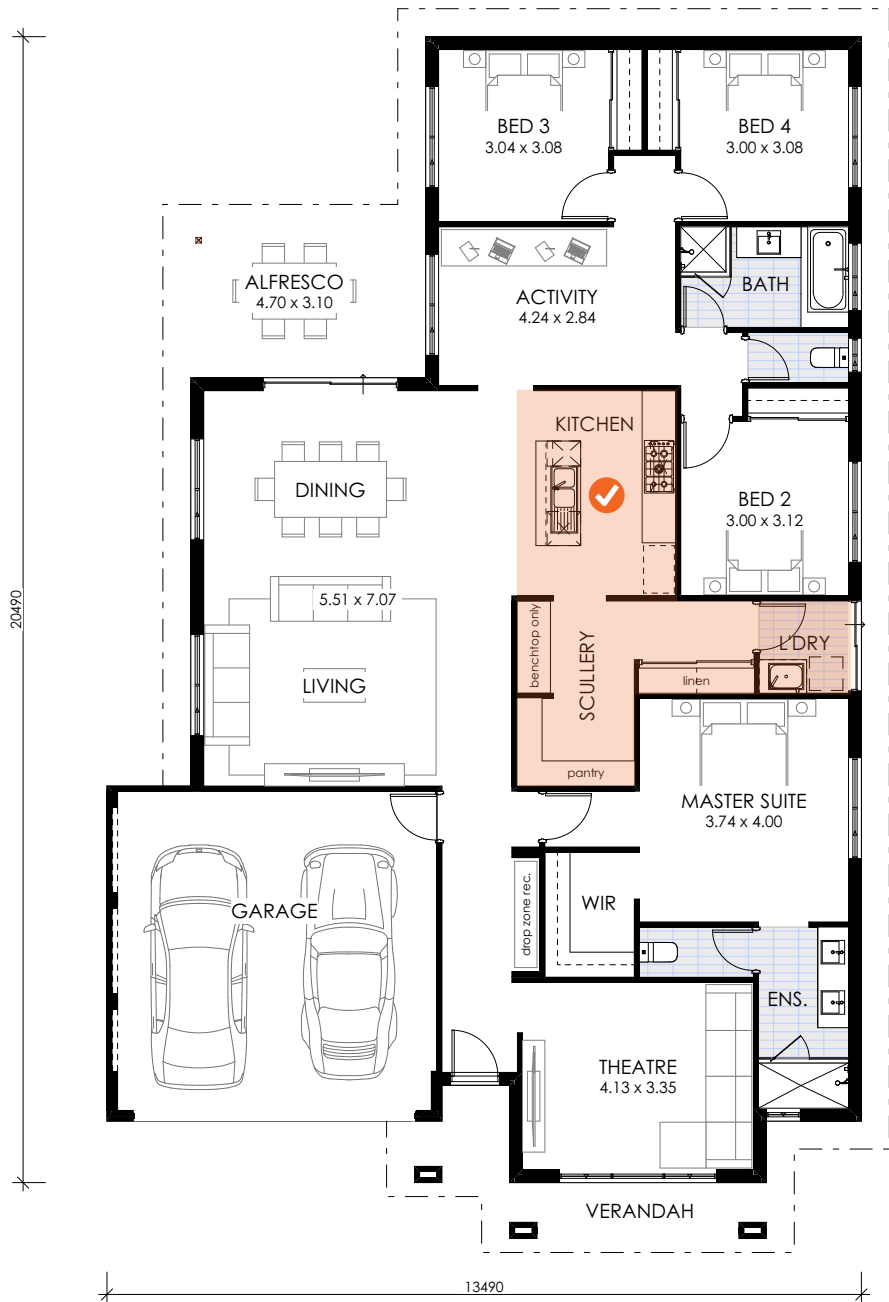 BED 3
3.04 x 3.08
BED 4
3.00 x 3.08
ALFRESCO
4.70 x 3.10
ACTIVITY
4.24 x 2.84
BATH
KITCHEN
DINING
BED 2
3.00 x 3.12
5.51 x 7.07
benchtop only
SCULLERY
L'DRY
linen
LIVING
pantry
MASTER SUITE
3.74 x 4.00
GARAGE
drop zone rec.
WIR
ENS.
THEATRE
4.13 x 3.35
VERANDAH
20490
13490